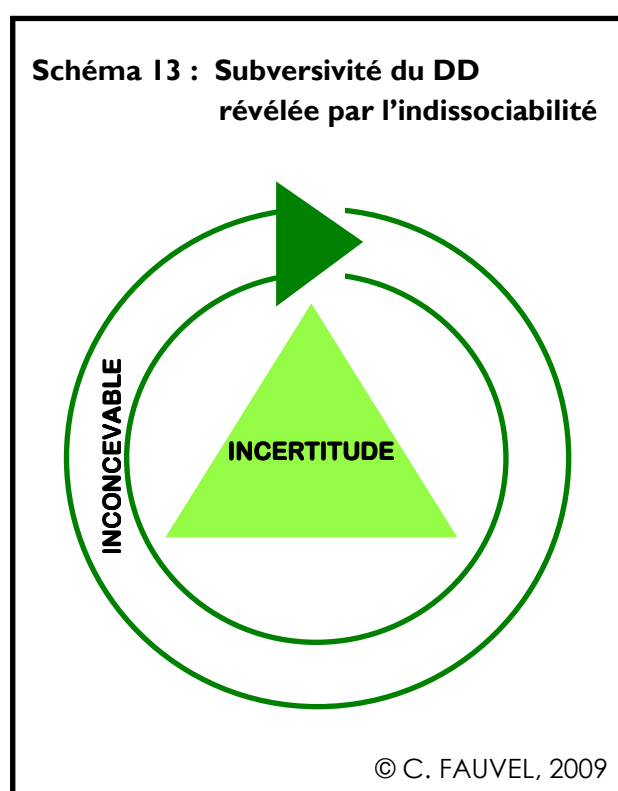 Schéma 13 : Subversivité du DD
révélée par l'indissociabilité
INCONCEVABLE
INCERTITUDE
© C. FAUVEL, 2009